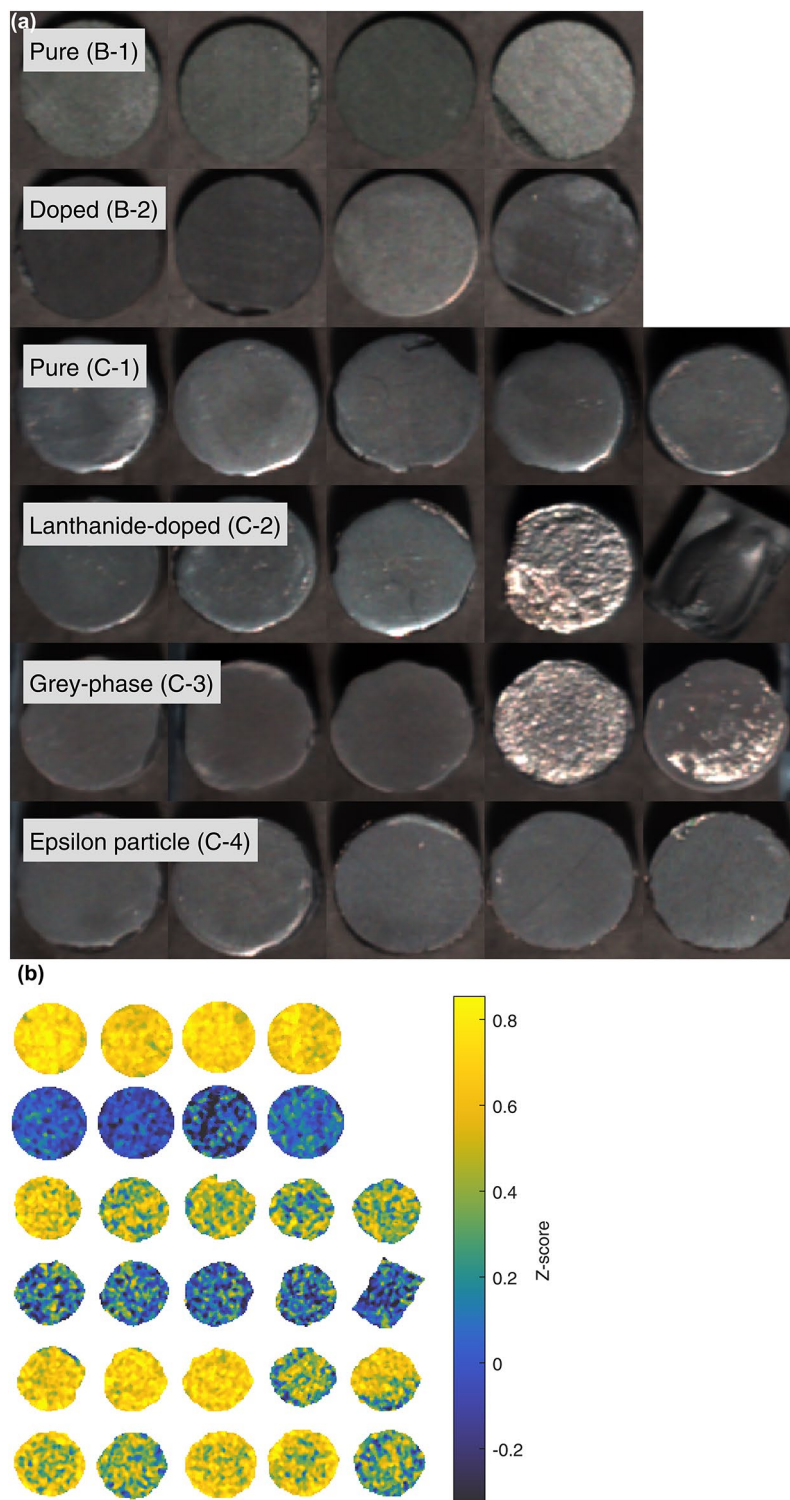 (a)
Pure (B-1)
Doped (B-2)
Pure (C-1)
Lanthanide-doped (C-2)
Grey-phase (C-3)
Epsilon particle (C-4)
(b)
0.8
0.6
0.4
0.2
0
-0.2
Z-score